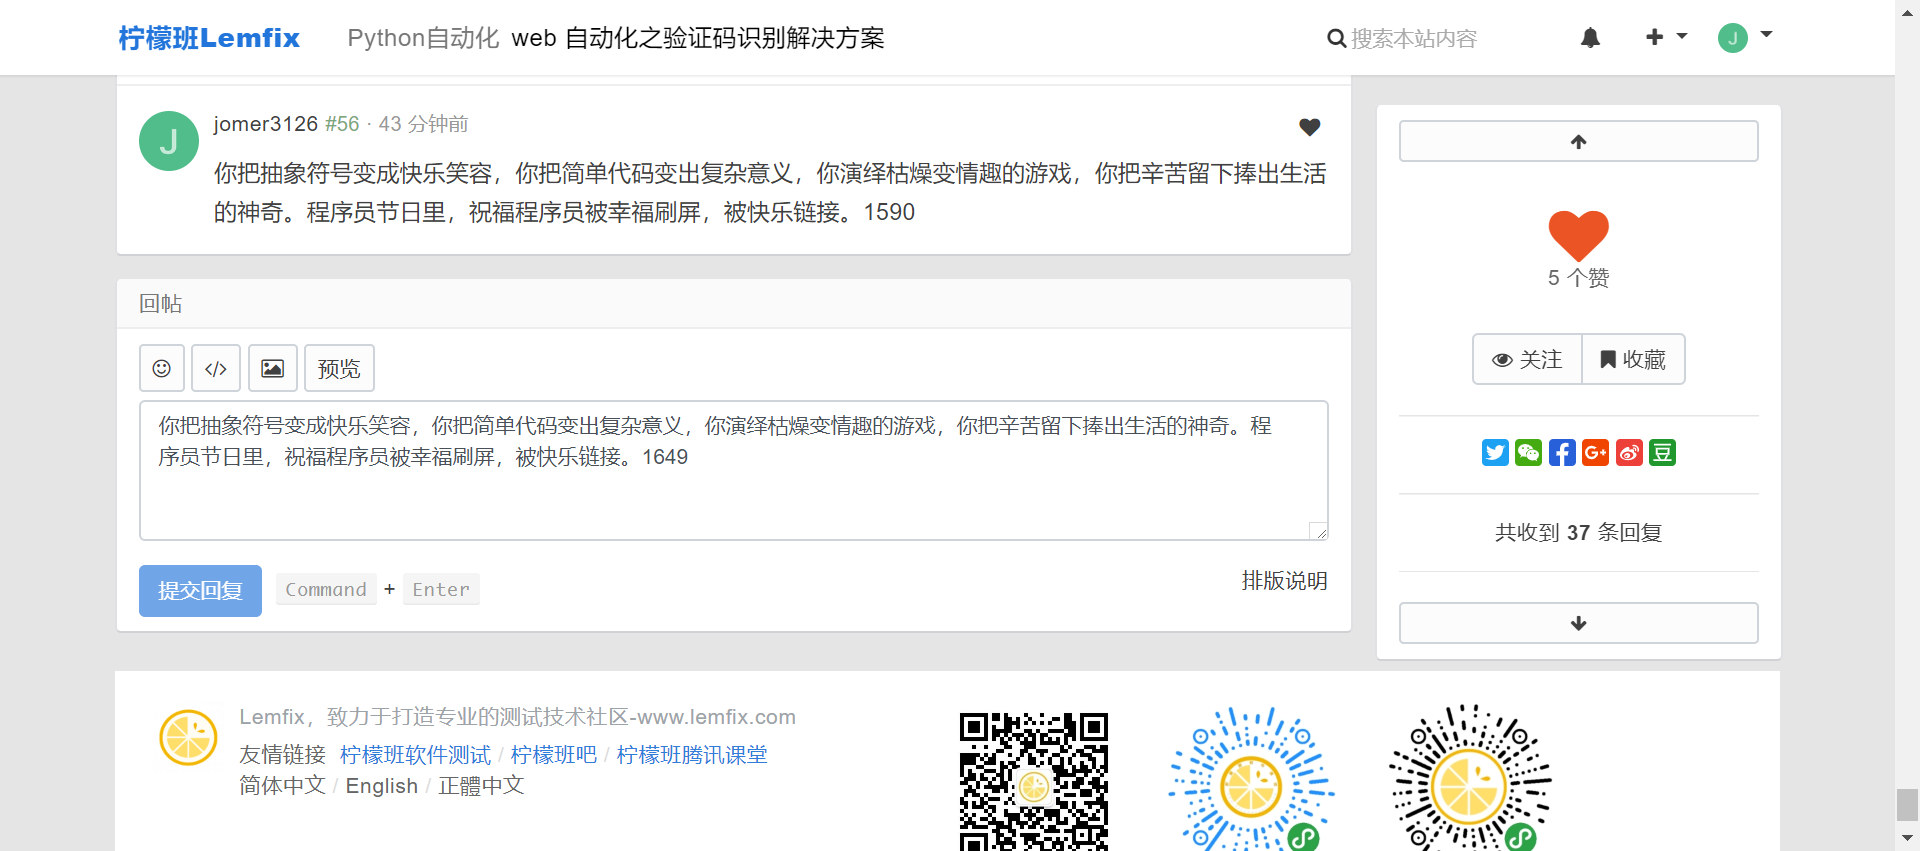 柠檬班Lemfix Python自动化 web 自动化之验证码识别解决方案 搜索本站内容 J
J jomer3126 #56 · 43 分钟前
你把抽象符号变成快乐笑容，你把简单代码变出复杂意义，你演绎枯燥变情趣的游戏，你把辛苦留下捧出生活
的神奇。程序员节日里，祝福程序员被幸福刷屏，被快乐链接。1590
回帖
预览
你把抽象符号变成快乐笑容，你把简单代码变出复杂意义，你演绎枯燥变情趣的游戏，你把辛苦留下捧出生活的神奇。程
序员节日里，祝福程序员被幸福刷屏，被快乐链接。1649
提交回复 Command + Enter 排版说明
5 个赞
关注 收藏
G+ 豆
共收到 37 条回复
Lemfix，致力于打造专业的测试技术社区-www.lemfix.com
友情链接 柠檬班软件测试 / 柠檬班吧 / 柠檬班腾讯课堂
简体中文 / English / 正體中文